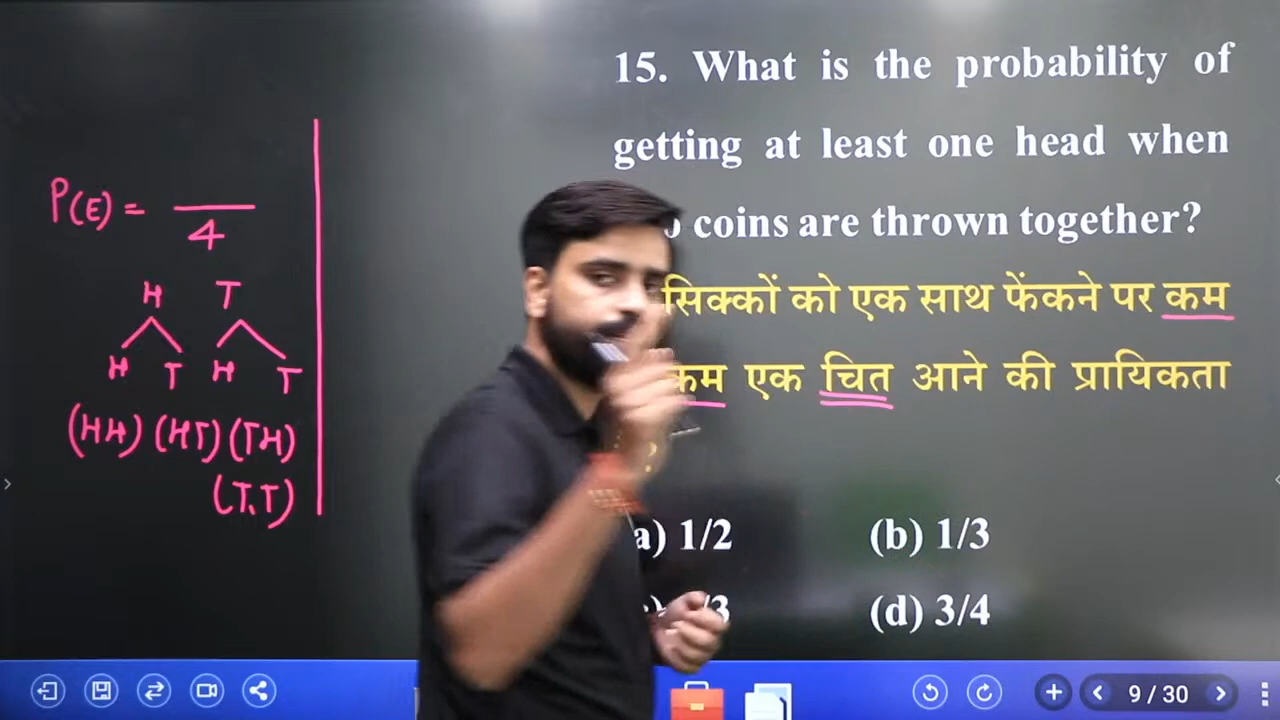 15. What is the probability of
getting at least one head when
coins are thrown together?
सिक्कों को एक साथ फेंकने पर कम
कम एक चित आने की प्रायिकता
a) 1/2 (b) 1/3
(d) 3/4
P(E) = 
4
H T
H T H T
(HH) (HT) (TH)
(T,T)
9 / 30